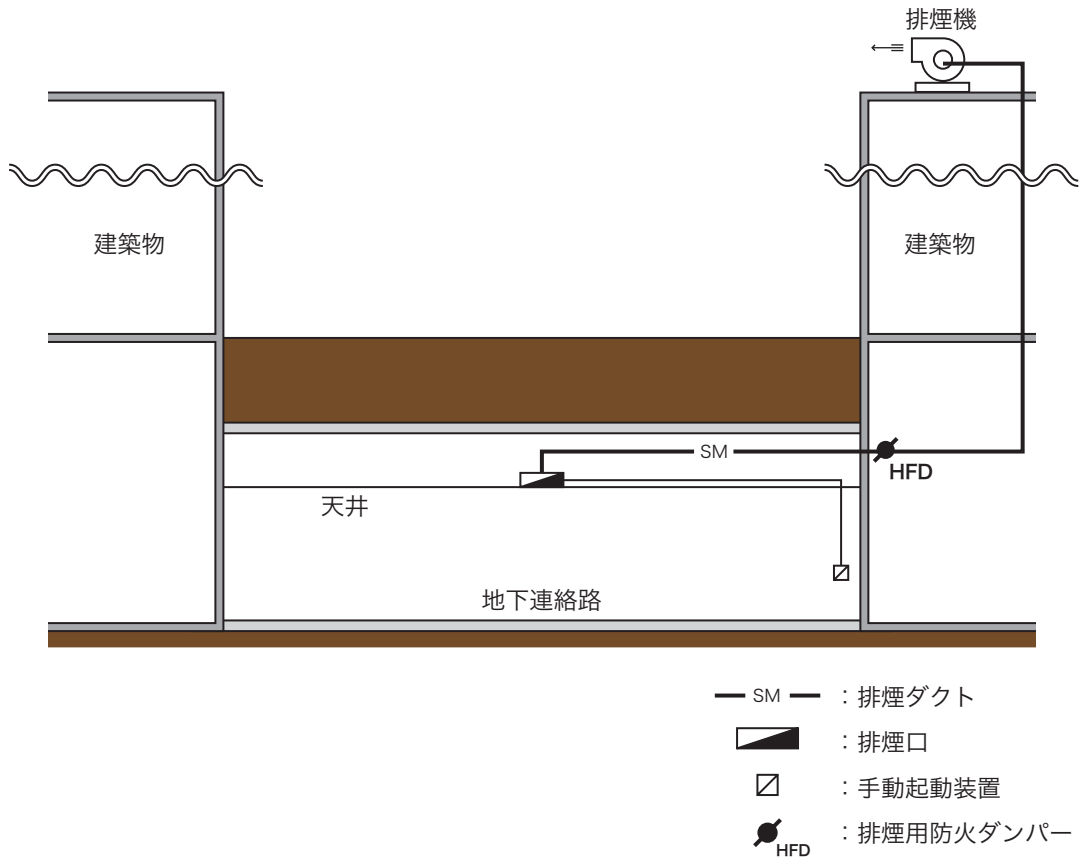 排煙機
建築物
建築物
SM
HFD
天井
地下連絡路
SM：排煙ダクト
：排煙口
：手動起動装置
HFD：排煙用防火ダンパー